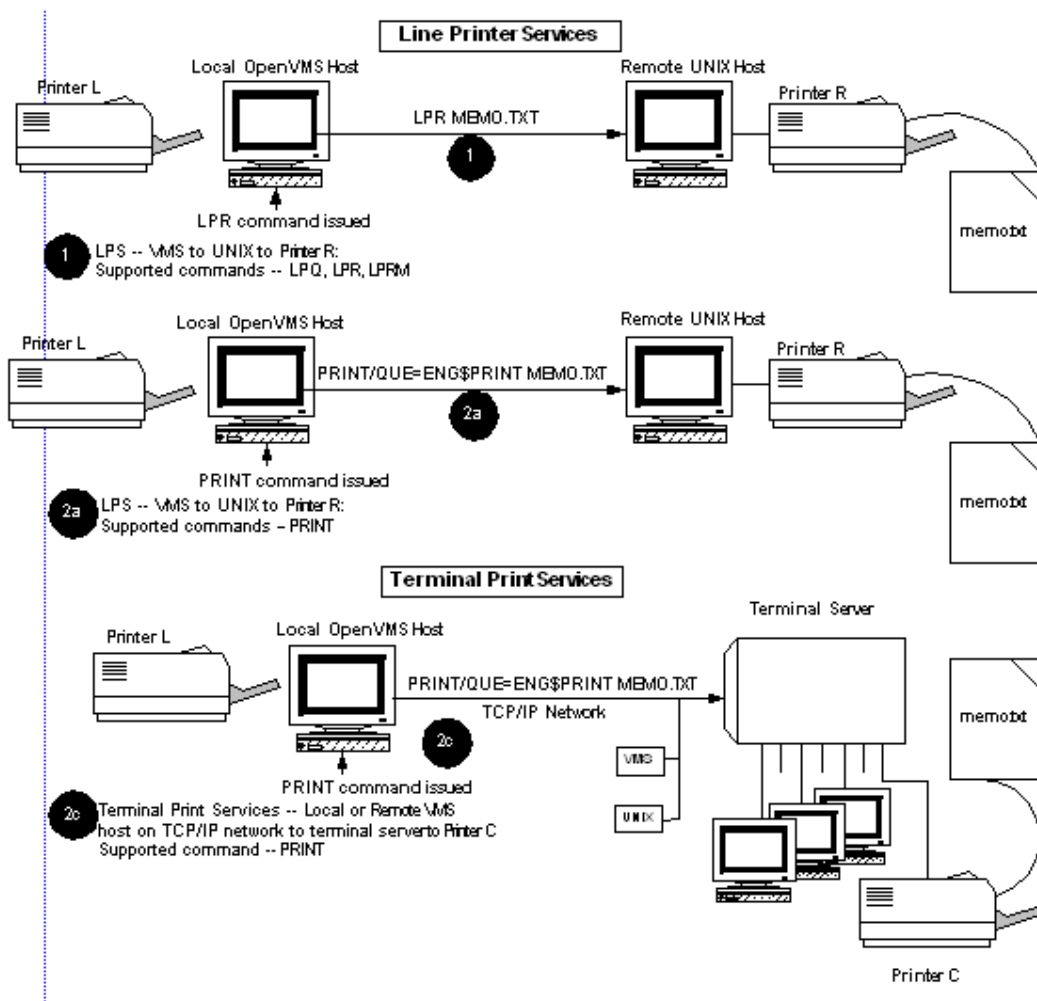 Line Printer Services
Local OpenVMS Host
Remote UNIX Host
Printer L
Printer R
LPR MEMO.TXT
1
memo.txt
LPR command issued
1
LPS -- VMS to UNIX to Printer R:
Supported commands -- LPQ, LPR, LPRM
Local OpenVMS Host
Remote UNIX Host
Printer L
Printer R
PRINT/QUE=ENG$PRINT MEMO.TXT
2a
memo.txt
PRINT command issued
2a
LPS -- VMS to UNIX to Printer R:
Supported commands – PRINT
Terminal Print Services
Terminal Server
Local OpenVMS Host
Printer L
PRINT/QUE=ENG$PRINT MEMO.TXT
TCP/IP Network
memo.txt
2c
VMS
PRINT command issued
2c
Terminal Print Services -- Local or Remote VMS
host on TCP/IP network to terminal server to Printer C
Supported command -- PRINT
UNIX
Printer C